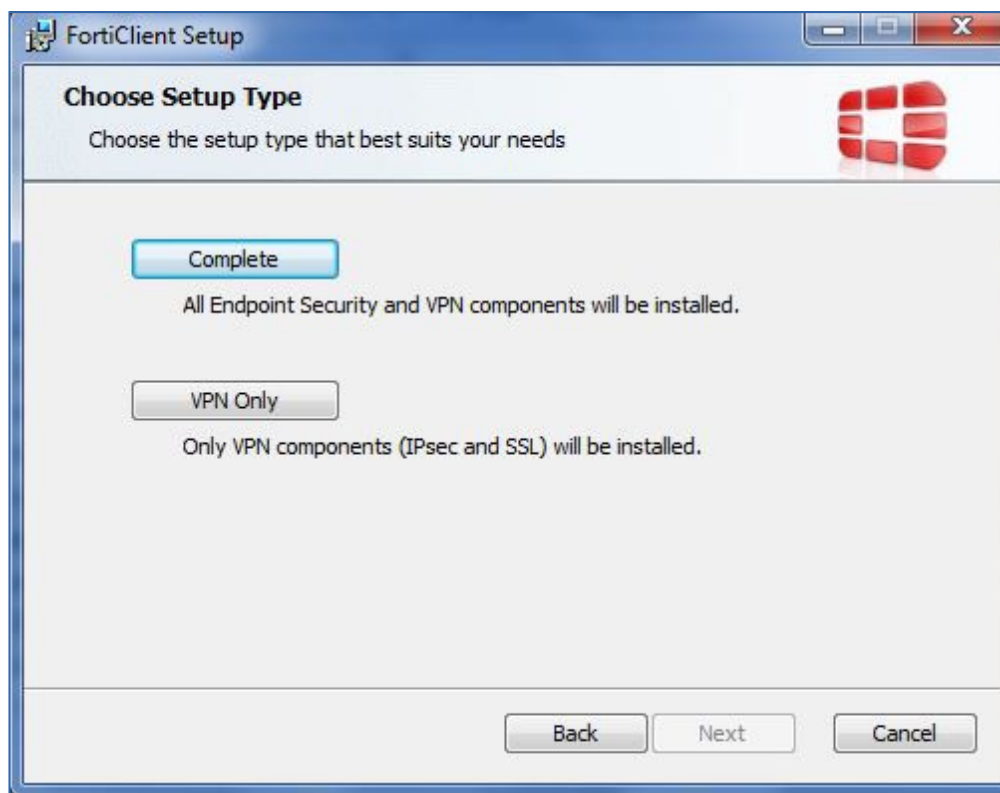 FortiClient Setup
Choose Setup Type
Choose the setup type that best suits your needs
Complete
All Endpoint Security and VPN components will be installed.
VPN Only
Only VPN components (IPsec and SSL) will be installed.
Back Next Cancel